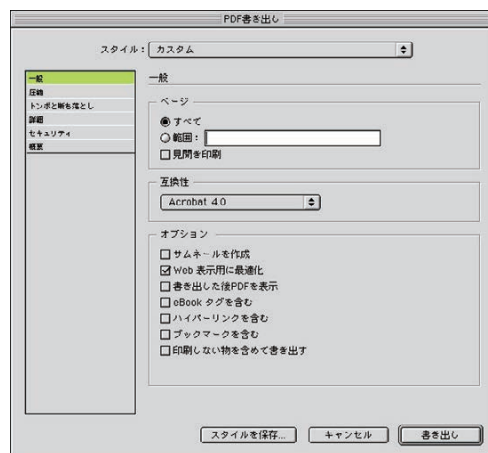 PDF書き出し
スタイル： カスタム
一般
圧縮
トンボと断ち落とし
詳細
セキュリティ
概要
一般
ページ
すべて
範囲：
見開を印刷
互換性
Acrobat 4.0
オプション
サムネールを作成
Web 表示用に最適化
書き出した後PDFを表示
eBook タグを含む
ハイパーリンクを含む
ブックマークを含む
印刷しない物を含めて書き出す
スタイルを保存... キャンセル 書き出し